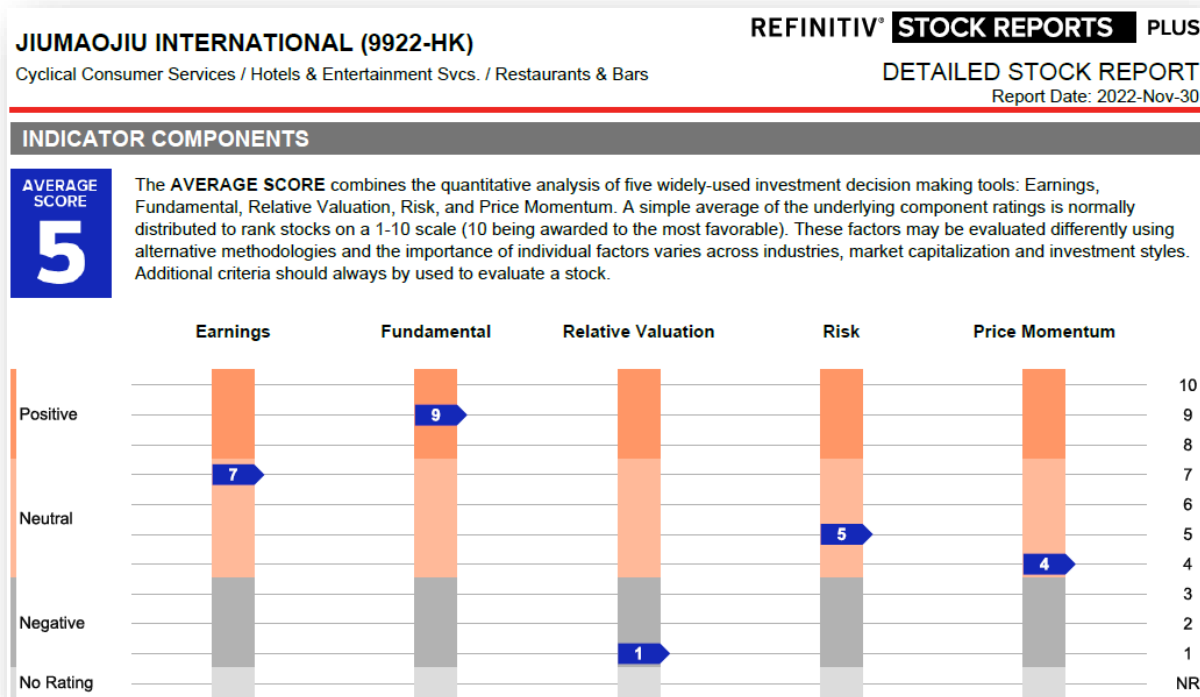 JIUMAOJIU INTERNATIONAL (9922-HK)
REFINITIV® STOCK REPORTS PLUS
Cyclical Consumer Services / Hotels & Entertainment Svcs. / Restaurants & Bars
DETAILED STOCK REPORT
Report Date: 2022-Nov-30
INDICATOR COMPONENTS
AVERAGE
SCORE
5
The AVERAGE SCORE combines the quantitative analysis of five widely-used investment decision making tools: Earnings,
Fundamental, Relative Valuation, Risk, and Price Momentum. A simple average of the underlying component ratings is normally
distributed to rank stocks on a 1-10 scale (10 being awarded to the most favorable). These factors may be evaluated differently using
alternative methodologies and the importance of individual factors varies across industries, market capitalization and investment styles.
Additional criteria should always by used to evaluate a stock.
Earnings Fundamental Relative Valuation Risk Price Momentum
10
Positive 9 9
8
7 7
6
Neutral
5 5
4 4
3
Negative 2
1 1
No Rating NR